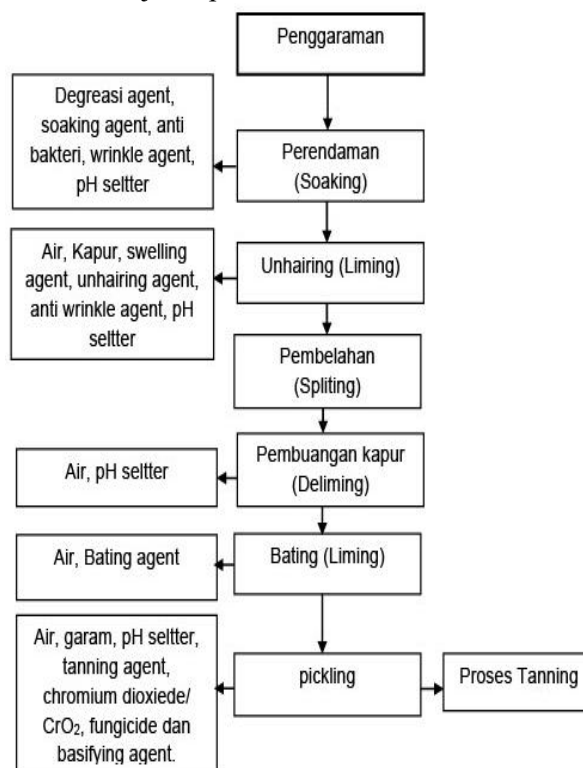 Penggaraman
Degreasi agent,
soaking agent, anti
bakteri, wrinkle agent,
pH seltter
Perendaman
(Soaking)
Air, Kapur, swelling
agent, unhairing agent,
anti wrinkle agent, pH
seltter
Unhairing (Liming)
Pembelahan
(Spliting)
Air, pH seltter
Pembuangan kapur
(Deliming)
Air, Bating agent
Bating (Liming)
Air, garam, pH seltter,
tanning agent,
chromium dioxiede/
CrO₂, fungicide dan
basifying agent.
pickling
Proses Tanning